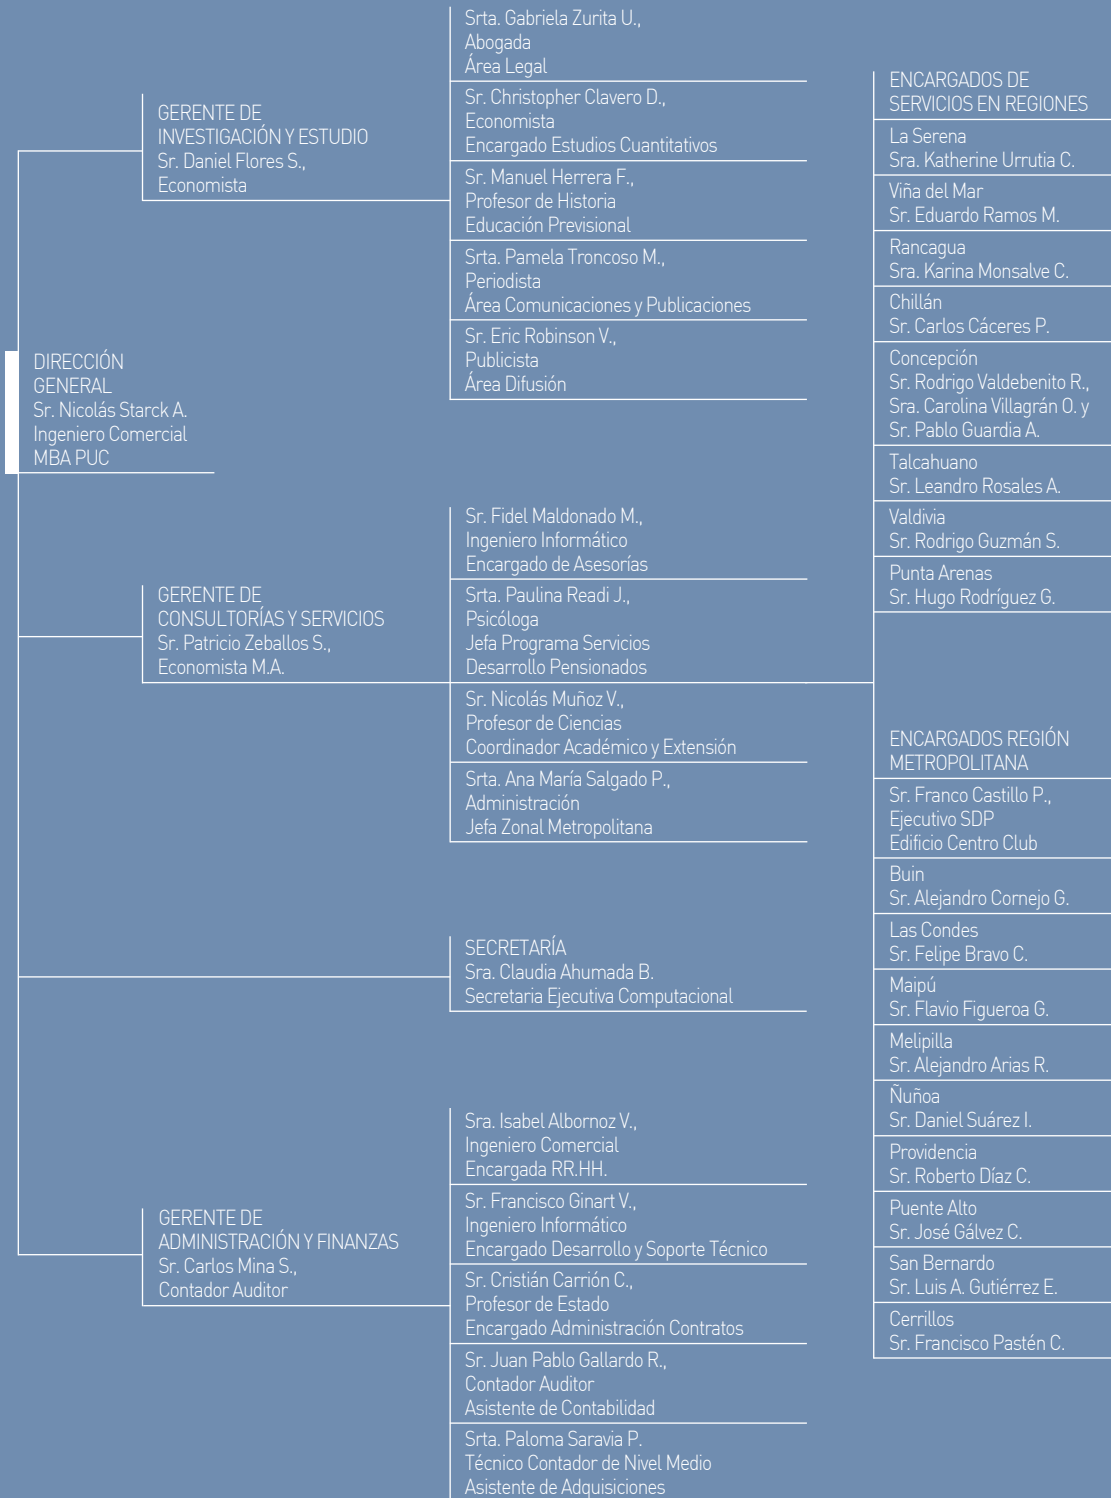 DIRECCIÓN
GENERAL
Sr. Nicolás Starck A.
Ingeniero Comercial
MBA PUC
GERENTE DE
INVESTIGACIÓN Y ESTUDIO
Sr. Daniel Flores S.,
Economista
Srta. Gabriela Zurita U.,
Abogada
Área Legal
Sr. Christopher Clavero D.,
Economista
Encargado Estudios Cuantitativos
Sr. Manuel Herrera F.,
Profesor de Historia
Educación Previsional
Srta. Pamela Troncoso M.,
Periodista
Área Comunicaciones y Publicaciones
Sr. Eric Robinson V.,
Publicista
Área Difusión
GERENTE DE
CONSULTORÍAS Y SERVICIOS
Sr. Patricio Zeballos S.,
Economista M.A.
Sr. Fidel Maldonado M.,
Ingeniero Informático
Encargado de Asesorías
Srta. Paulina Readi J.,
Psicóloga
Jefa Programa Servicios
Desarrollo Pensionados
Sr. Nicolás Muñoz V.,
Profesor de Ciencias
Coordinador Académico y Extensión
Srta. Ana María Salgado P.,
Administración
Jefa Zonal Metropolitana
ENCARGADOS DE
SERVICIOS EN REGIONES
La Serena
Sra. Katherine Urrutia C.
Viña del Mar
Sr. Eduardo Ramos M.
Rancagua
Sra. Karina Monsalve C.
Chillán
Sr. Carlos Cáceres P.
Concepción
Sr. Rodrigo Valdebenito R.,
Sra. Carolina Villagrán O. y
Sr. Pablo Guardia A.
Talcahuano
Sr. Leandro Rosales A.
Valdivia
Sr. Rodrigo Guzmán S.
Punta Arenas
Sr. Hugo Rodríguez G.
ENCARGADOS REGIÓN
METROPOLITANA
Sr. Franco Castillo P.,
Ejecutivo SDP
Edificio Centro Club
Buin
Sr. Alejandro Cornejo G.
Las Condes
Sr. Felipe Bravo C.
Maipú
Sr. Flavio Figueroa G.
Melipilla
Sr. Alejandro Arias R.
Ñuñoa
Sr. Daniel Suárez I.
Providencia
Sr. Roberto Díaz C.
Puente Alto
Sr. José Gálvez C.
San Bernardo
Sr. Luis A. Gutiérrez E.
Cerrillos
Sr. Francisco Pastén C.
SECRETARÍA
Sra. Claudia Ahumada B.
Secretaria Ejecutiva Computacional
GERENTE DE
ADMINISTRACIÓN Y FINANZAS
Sr. Carlos Mina S.,
Contador Auditor
Sra. Isabel Albornoz V.,
Ingeniero Comercial
Encargada RR.HH.
Sr. Francisco Ginart V.,
Ingeniero Informático
Encargado Desarrollo y Soporte Técnico
Sr. Cristián Carrión C.,
Profesor de Estado
Encargado Administración Contratos
Sr. Juan Pablo Gallardo R.,
Contador Auditor
Asistente de Contabilidad
Srta. Paloma Saravia P.
Técnico Contador de Nivel Medio
Asistente de Adquisiciones